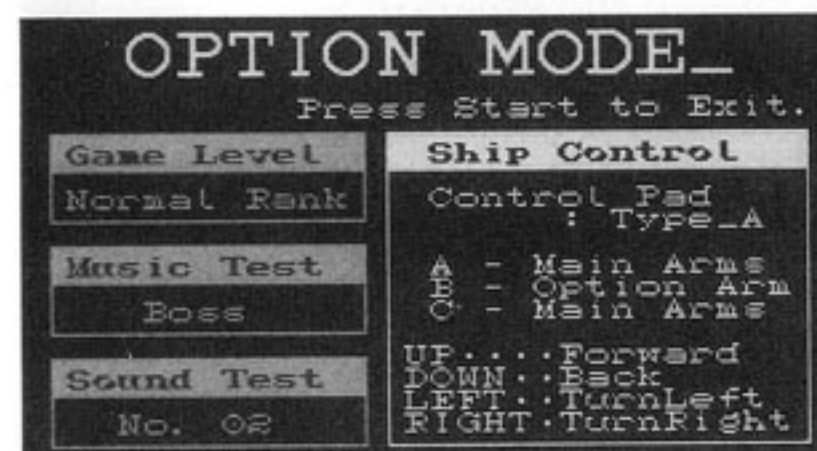 OPTION MODE_
Press Start to Exit.
Game Level
Normal Rank
Music Test
Boss
Sound Test
No. 02
Ship Control
Control Pad
: Type_A
A - Main Arms
B - Option Arm
C - Main Arms
UP....Forward
DOWN..Back
LEFT..TurnLeft
RIGHT.TurnRight